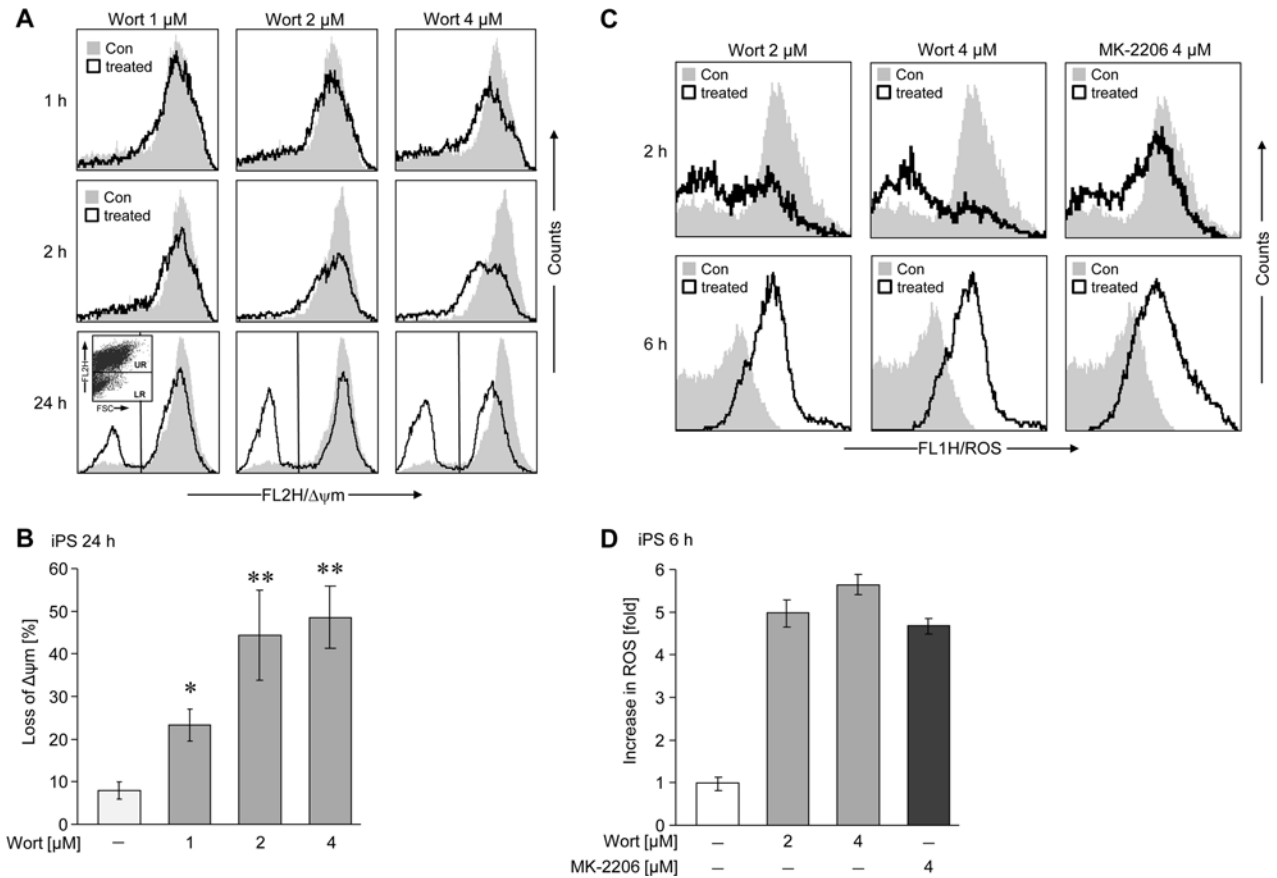 A
Wort 1 µM
Wort 2 µM
Wort 4 µM
Con
treated
1 h
Con
treated
2 h
FL2H
UR
LR
FSC
24 h
Counts
FL2H/Δψm
B
iPS 24 h
Loss of Δψm [%]
60
50
40
30
20
10
0
*
**
**
Wort [µM]
–
1
2
4
C
Wort 2 µM
Wort 4 µM
MK-2206 4 µM
Con
treated
Con
treated
Con
treated
2 h
Con
treated
Con
treated
Con
treated
6 h
Counts
FL1H/ROS
D
iPS 6 h
Increase in ROS [fold]
6
5
4
3
2
1
0
Wort [µM] – 2 4 –
MK-2206 [µM] – – – 4